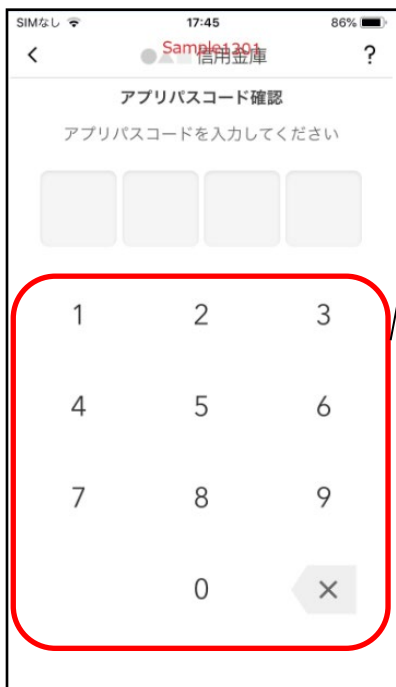 SIMなし 17:45 86%
●▲■信用金庫 ?
Sample1201
アプリパスコード確認
アプリパスコードを入力してください
1 2 3
4 5 6
7 8 9
0 ×